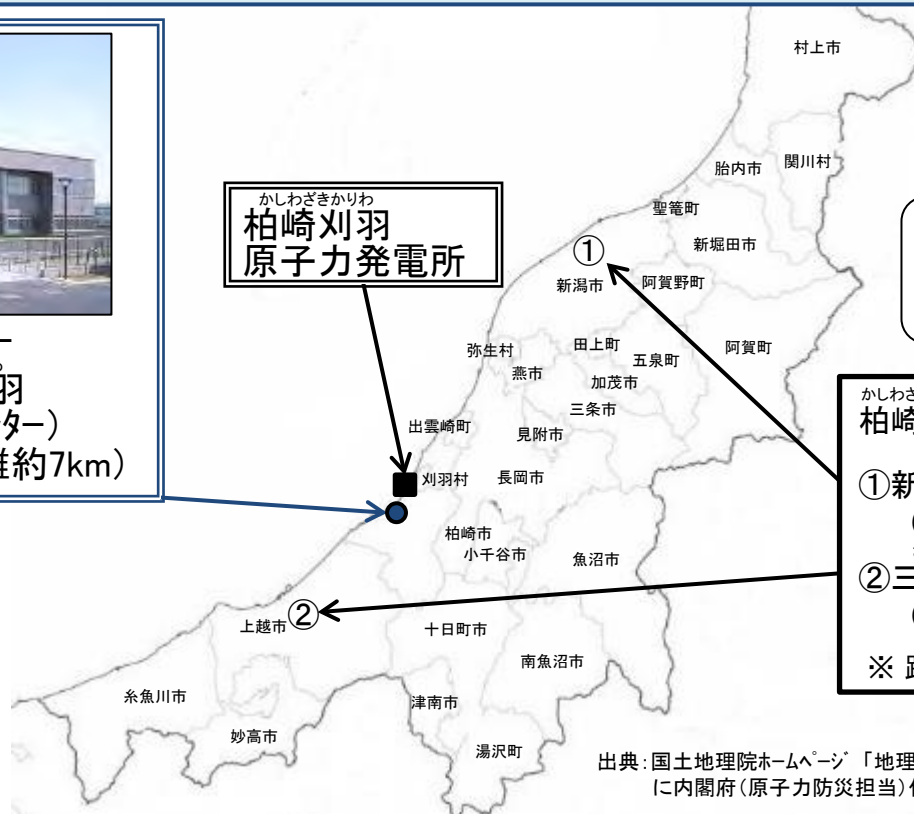 村上市
関川村
胎内市
聖篭町
新堀田市
かしわざきかりわ
柏崎刈羽
原子力発電所
①
新潟市
阿賀野町
阿賀町
弥生村
田上町
五泉町
燕市
加茂市
三条市
出雲崎町
見附市
刈羽村
長岡市
柏崎市
小千谷市
魚沼市
②
上越市
十日町市
南魚沼市
糸魚川市
津南市
妙高市
湯沢町
ー
羽
ター)
約7km)
かしわざ
柏崎
①新
(
②三
(
※
出典:国土地理院ホームページ 「地理
に内閣府(原子力防災担当)